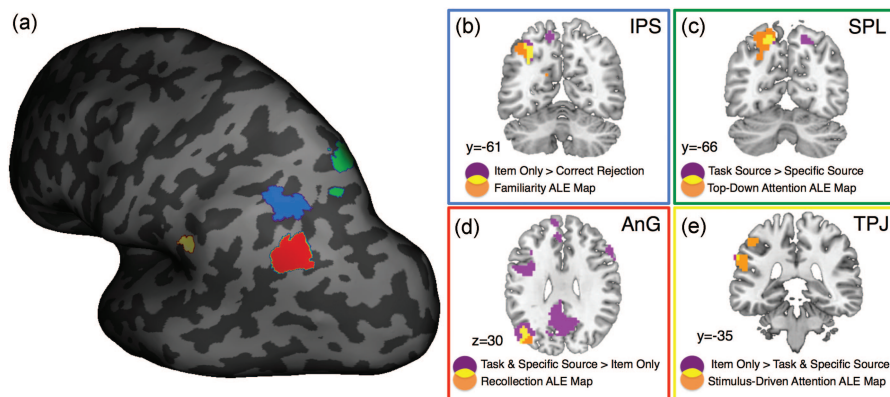 (a)
(b) IPS
y=-61
Item Only > Correct Rejection
Familiarity ALE Map
(c) SPL
y=-66
Task Source > Specific Source
Top-Down Attention ALE Map
(d) AnG
z=30
Task & Specific Source > Item Only
Recollection ALE Map
(e) TPJ
y=-35
Item Only > Task & Specific Source
Stimulus-Driven Attention ALE Map